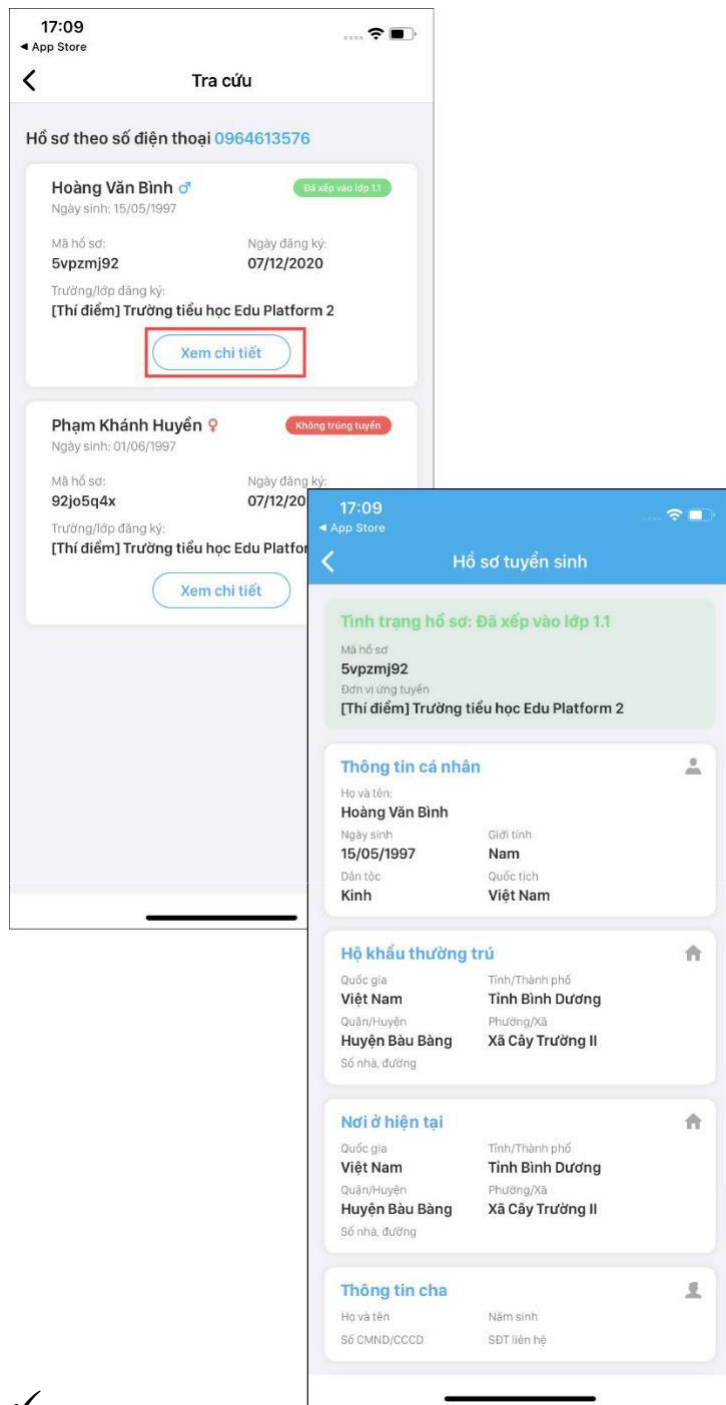 17:09
◀ App Store
Tra cứu
Hồ sơ theo số điện thoại 0964613576
Hoàng Văn Bình ♂ Đã xếp vào lớp 1.1
Ngày sinh: 15/05/1997
Mã hồ sơ: Ngày đăng ký:
5vpzmj92 07/12/2020
Trường/lớp đăng ký:
[Thí điểm] Trường tiểu học Edu Platform 2
Xem chi tiết
Phạm Khánh Huyền ♀ Không trúng tuyển
Ngày sinh: 01/06/1997
Mã hồ sơ: Ngày đăng ký:
92jo5q4x 07/12/20
Trường/lớp đăng ký:
[Thí điểm] Trường tiểu học Edu Platfor
Xem chi tiết
17:09
◀ App Store
Hồ sơ tuyển sinh
Tình trạng hồ sơ: Đã xếp vào lớp 1.1
Mã hồ sơ
5vpzmj92
Đơn vị ứng tuyển
[Thí điểm] Trường tiểu học Edu Platform 2
Thông tin cá nhân
Họ và tên:
Hoàng Văn Bình
Ngày sinh Giới tính
15/05/1997 Nam
Dân tộc Quốc tịch
Kinh Việt Nam
Hộ khẩu thường trú
Quốc gia Tỉnh/Thành phố
Việt Nam Tỉnh Bình Dương
Quận/Huyện Phường/Xã
Huyện Bàu Bàng Xã Cây Trường II
Số nhà, đường
Nơi ở hiện tại
Quốc gia Tỉnh/Thành phố
Việt Nam Tỉnh Bình Dương
Quận/Huyện Phường/Xã
Huyện Bàu Bàng Xã Cây Trường II
Số nhà, đường
Thông tin cha
Họ và tên Năm sinh
Số CMND/CCCD SĐT liên hệ